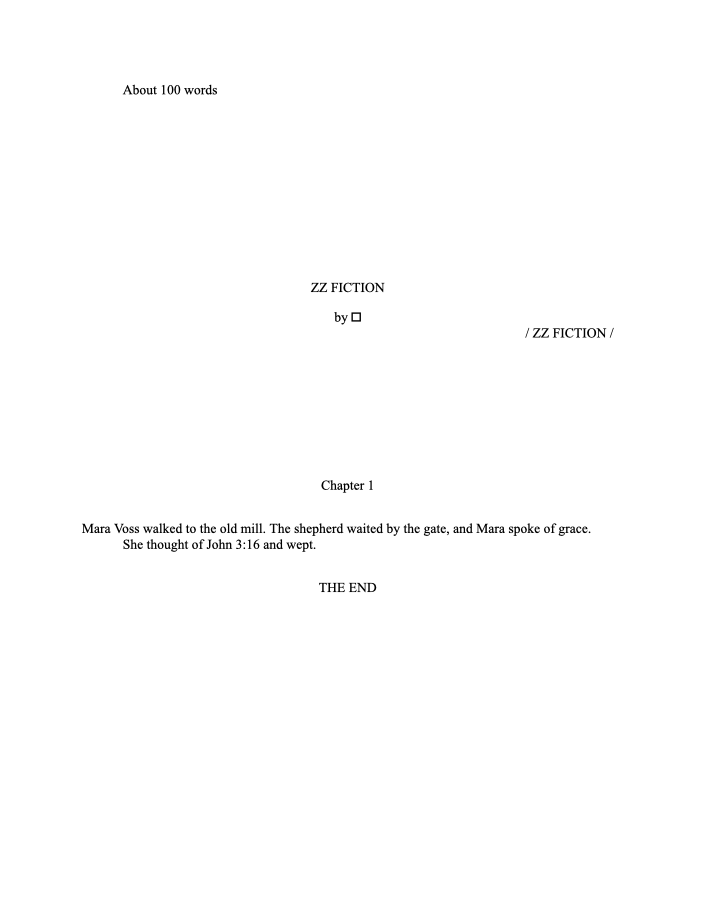 About 100 words
ZZ FICTION
by □
/ ZZ FICTION /
Chapter 1
Mara Voss walked to the old mill. The shepherd waited by the gate, and Mara spoke of grace.
She thought of John 3:16 and wept.
THE END